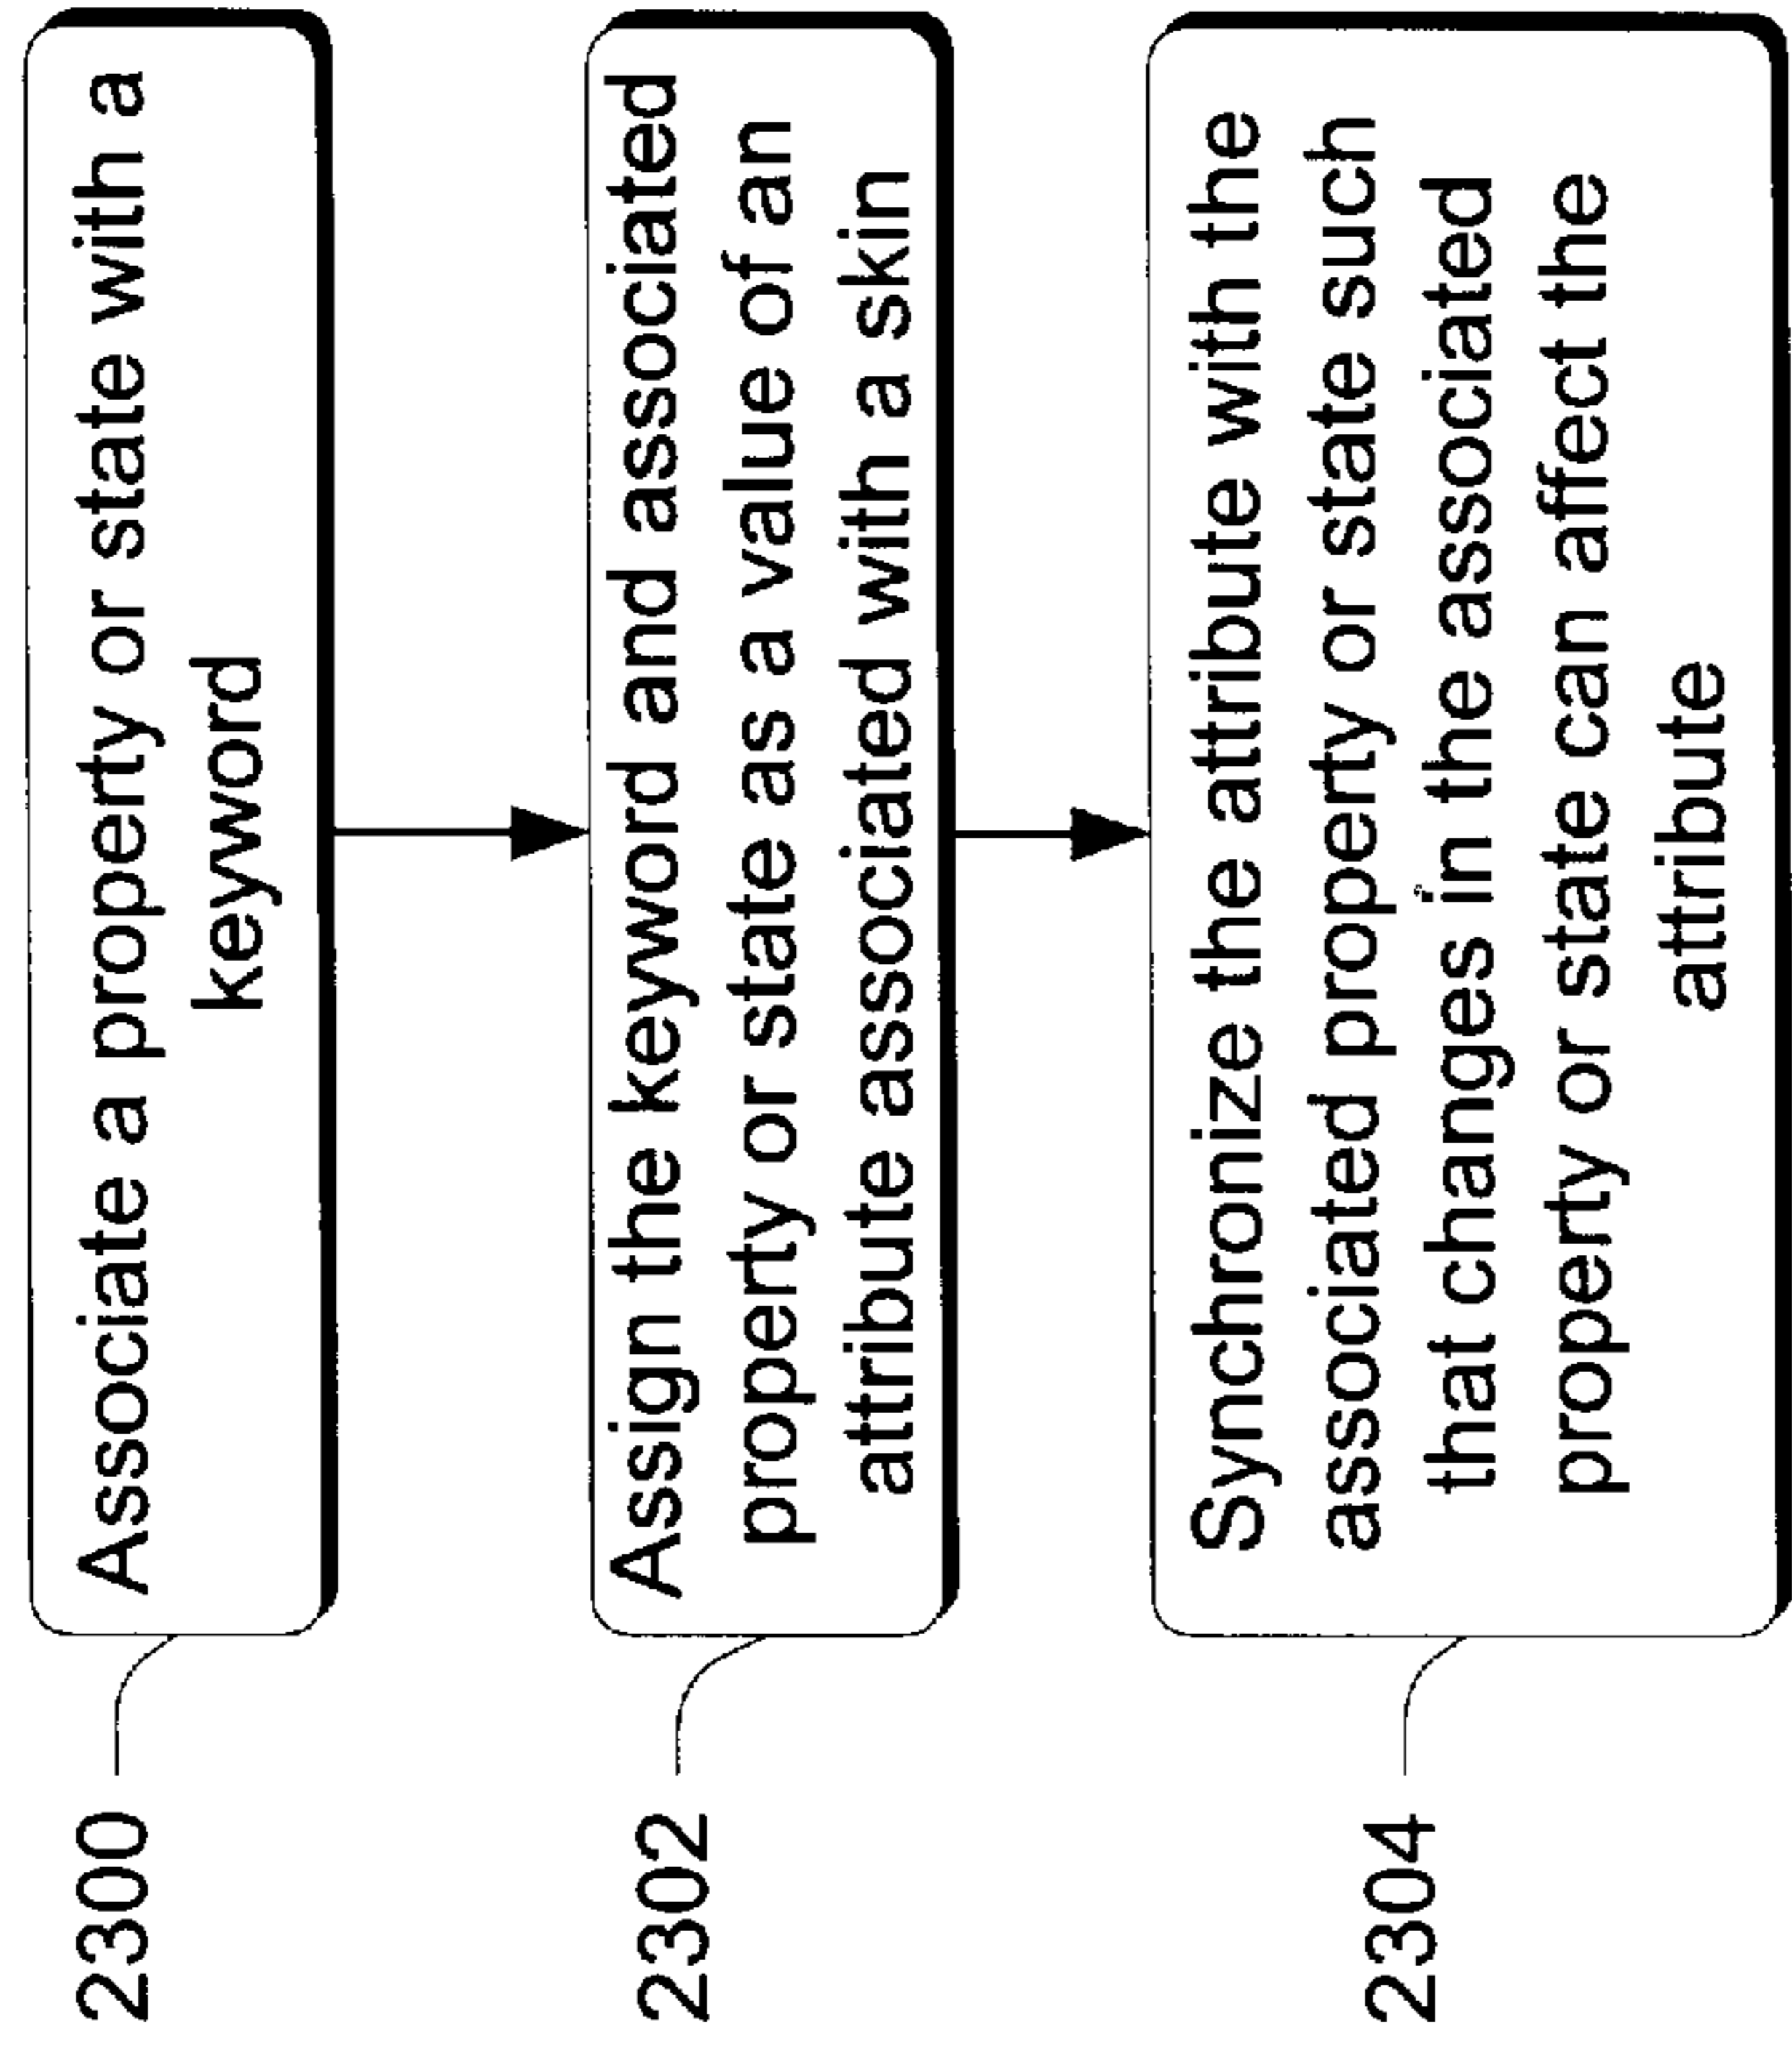 2300
Associate a property or state with a
keyword
2302
Assign the keyword and associated
property or state as a value of an
attribute associated with a skin
2304
Synchronize the attribute with the
associated property or state such
that changes in the associated
property or state can affect the
attribute